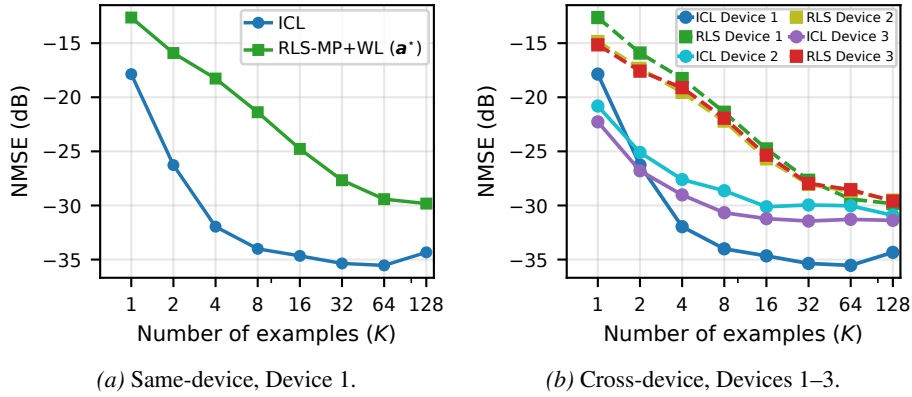 ICL
RLS-MP+WL (a*)
NMSE (dB)
−15
−20
−25
−30
−35
1 2 4 8 16 32 64 128
Number of examples (K)
(a) Same-device, Device 1.
ICL Device 1
RLS Device 1
ICL Device 2
RLS Device 2
ICL Device 3
RLS Device 3
NMSE (dB)
−15
−20
−25
−30
−35
1 2 4 8 16 32 64 128
Number of examples (K)
(b) Cross-device, Devices 1–3.